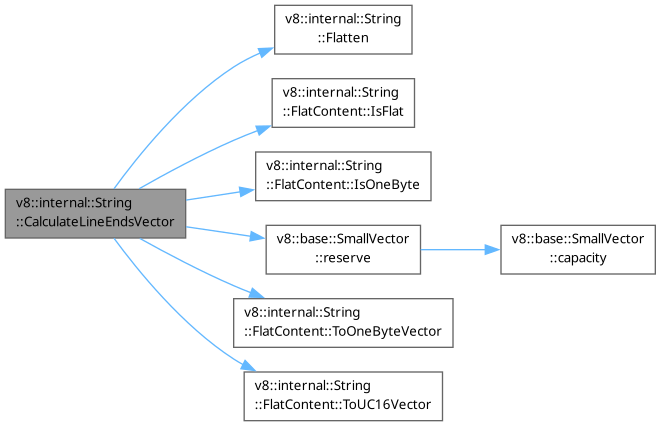 v8::internal::String
::Flatten
v8::internal::String
::FlatContent::IsFlat
v8::internal::String
::FlatContent::IsOneByte
v8::internal::String
::CalculateLineEndsVector
v8::base::SmallVector
::reserve
v8::base::SmallVector
::capacity
v8::internal::String
::FlatContent::ToOneByteVector
v8::internal::String
::FlatContent::ToUC16Vector